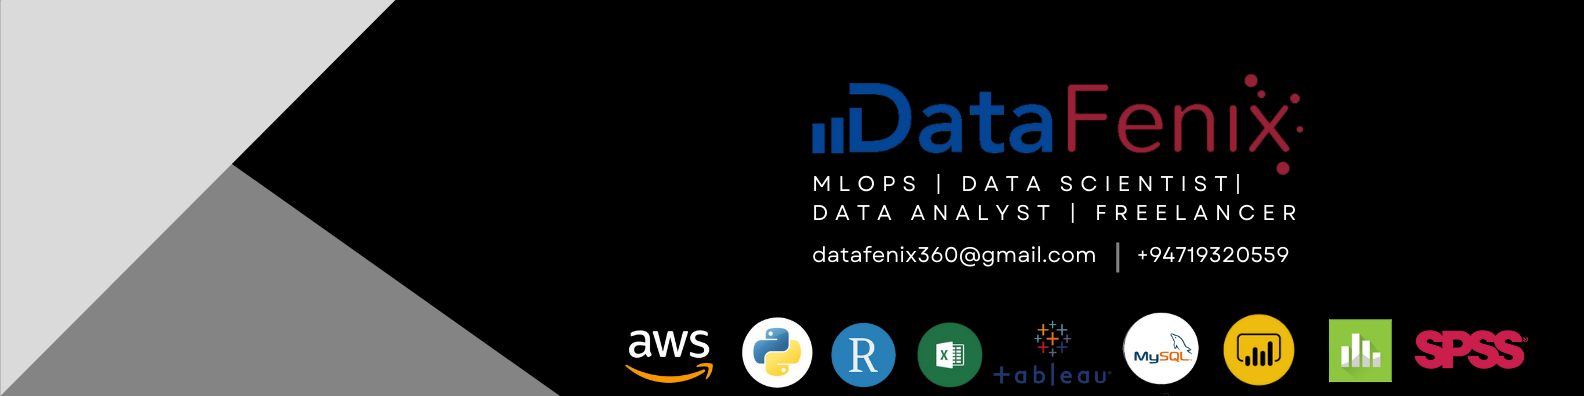 DataFenix
MLOPS | DATA SCIENTIST|
DATA ANALYST | FREELANCER
datafenix360@gmail.com | +94719320559
aws R X tableau MySQL SPSS